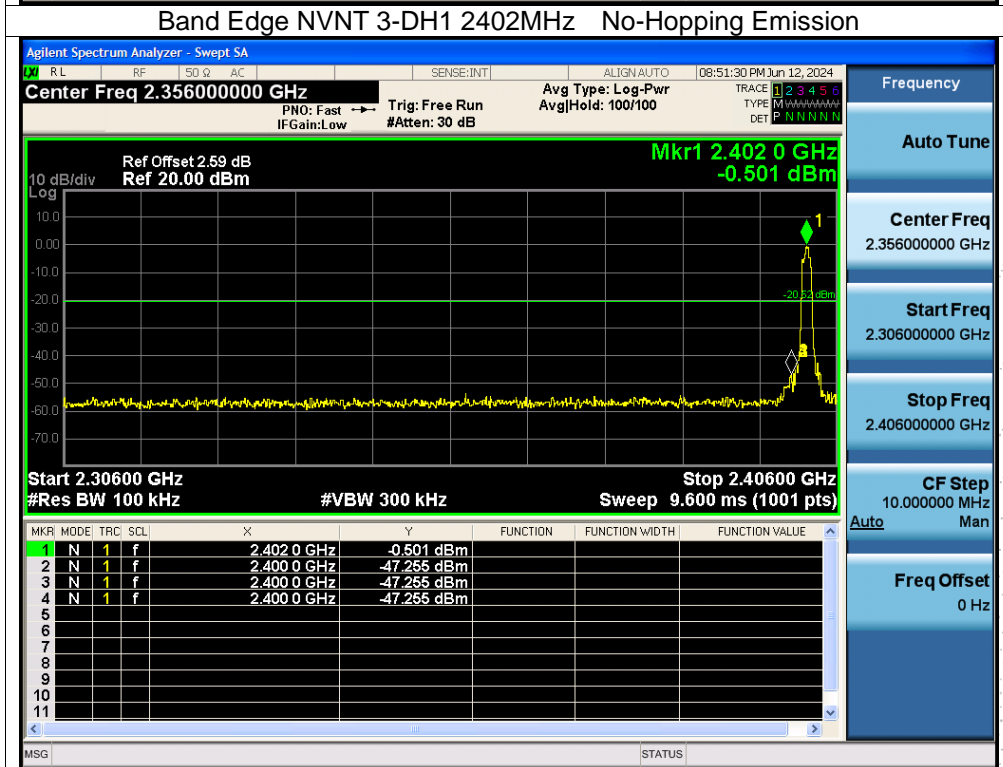 Band Edge NVNT 3-DH1 2402MHz No-Hopping Emission
Agilent Spectrum Analyzer - Swept SA
LXI RL RF 50 Ω AC SENSE:INT ALIGN AUTO 08:51:30 PM Jun 12, 2024
Center Freq 2.356000000 GHz
PNO: Fast
IFGain:Low
Trig: Free Run
#Atten: 30 dB
Avg Type: Log-Pwr
Avg|Hold: 100/100
TRACE 1 2 3 4 5 6
TYPE M WWWWW
DET P N N N N N
Ref Offset 2.59 dB
10 dB/div Ref 20.00 dBm
Log
Mkr1 2.402 0 GHz
-0.501 dBm
10.0
0.00
-10.0
-20.0
-30.0
-40.0
-50.0
-60.0
-70.0
1
-20.52 dBm
Start 2.30600 GHz Stop 2.40600 GHz
#Res BW 100 kHz #VBW 300 kHz Sweep 9.600 ms (1001 pts)
MKR MODE TRC SCL X Y FUNCTION FUNCTION WIDTH FUNCTION VALUE
1 N 1 f 2.402 0 GHz -0.501 dBm
2 N 1 f 2.400 0 GHz -47.255 dBm
3 N 1 f 2.400 0 GHz -47.255 dBm
4 N 1 f 2.400 0 GHz -47.255 dBm
5
6
7
8
9
10
11
MSG STATUS
Frequency
Auto Tune
Center Freq
2.356000000 GHz
Start Freq
2.306000000 GHz
Stop Freq
2.406000000 GHz
CF Step
10.000000 MHz
Auto Man
Freq Offset
0 Hz